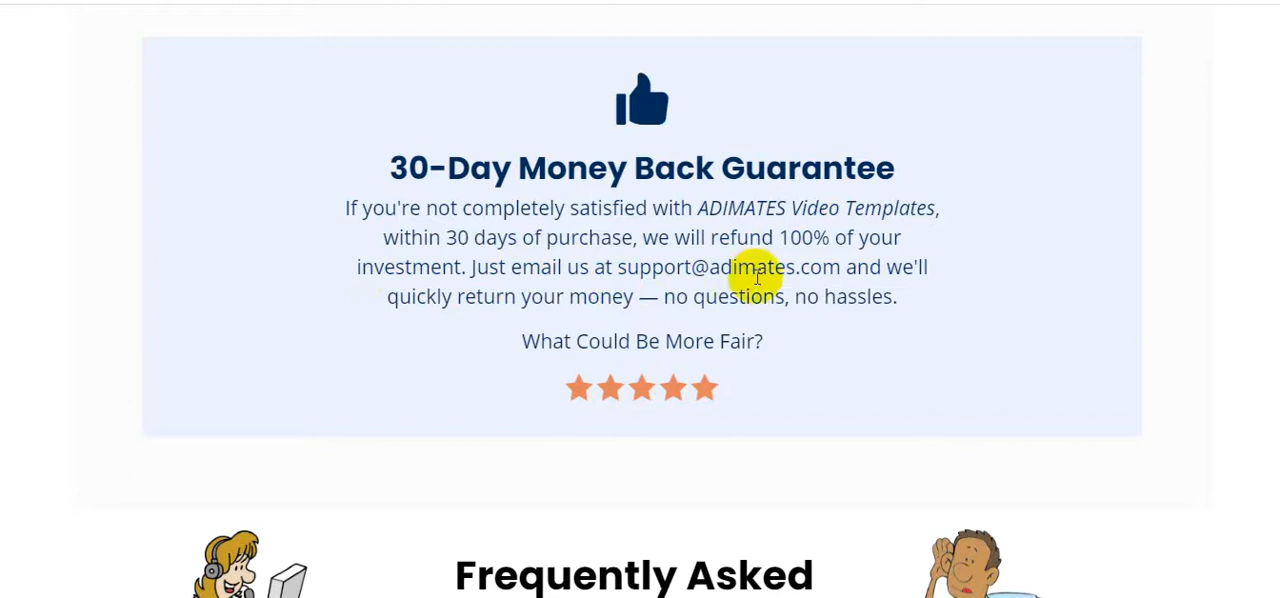 30-Day Money Back Guarantee
If you're not completely satisfied with ADIMATES Video Templates,
within 30 days of purchase, we will refund 100% of your
investment. Just email us at support@adimates.com and we'll
quickly return your money — no questions, no hassles.
What Could Be More Fair?
Frequently Asked